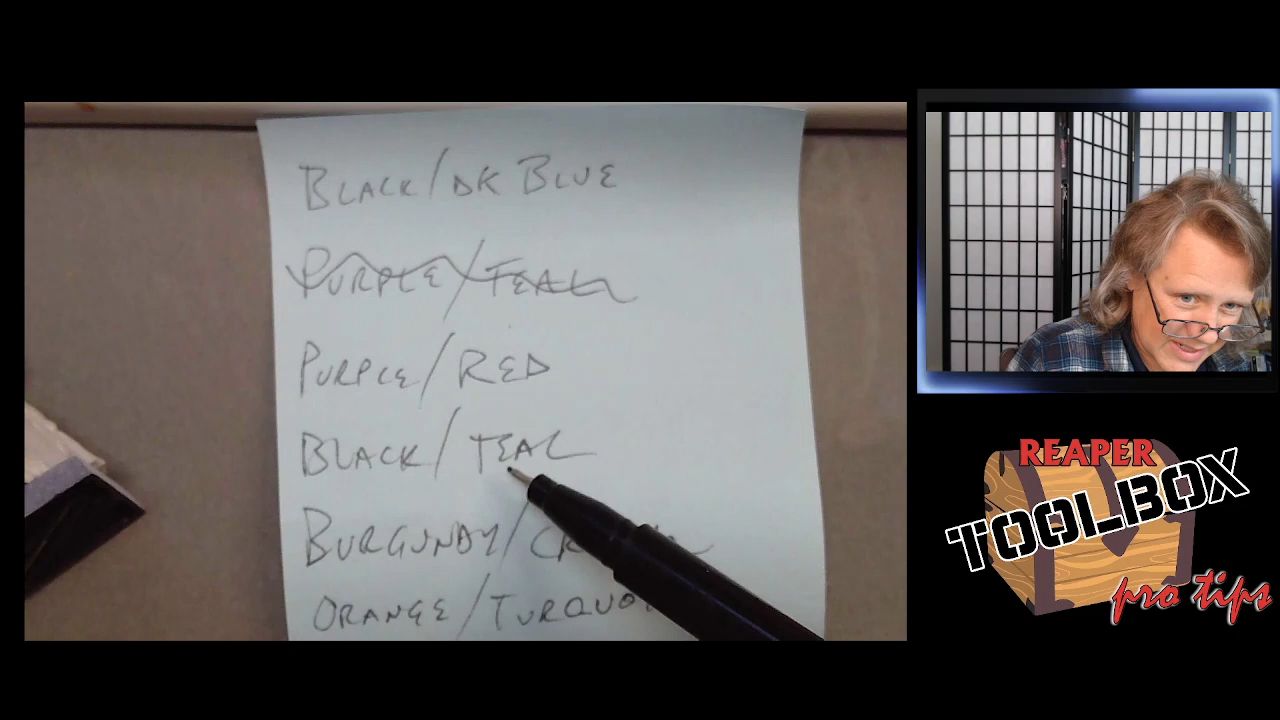 BLACK/DK BLUE
PURPLE/TEAL
PURPLE/RED
BLACK/TEAL
BURGUNDY/
ORANGE/
REAPER
TOOLBOX
pro tips